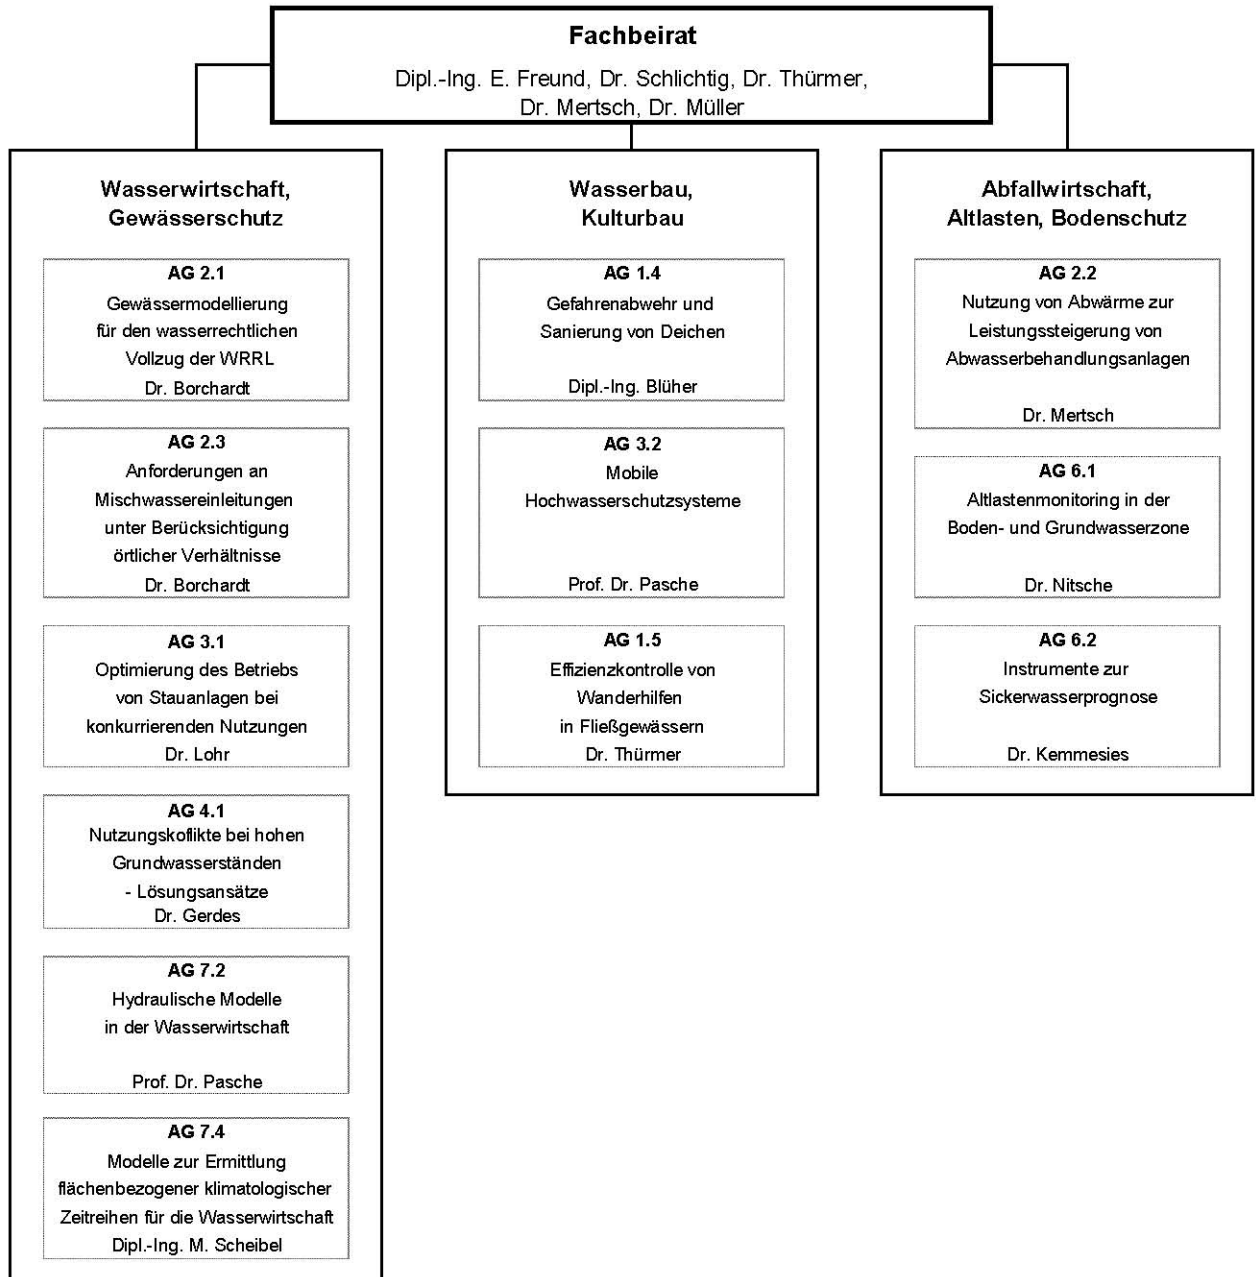 Fachbeirat
Dipl.-Ing. E. Freund, Dr. Schlichtig, Dr. Thürmer,
Dr. Mertsch, Dr. Müller
Wasserwirtschaft,
Gewässerschutz
AG 2.1
Gewässermodellierung
für den wasserrechtlichen
Vollzug der WRRL
Dr. Borchardt
AG 2.3
Anforderungen an
Mischwassereinleitungen
unter Berücksichtigung
örtlicher Verhältnisse
Dr. Borchardt
AG 3.1
Optimierung des Betriebs
von Stauanlagen bei
konkurrierenden Nutzungen
Dr. Lohr
AG 4.1
Nutzungskoflikte bei hohen
Grundwasserständen
- Lösungsansätze
Dr. Gerdes
AG 7.2
Hydraulische Modelle
in der Wasserwirtschaft
Prof. Dr. Pasche
AG 7.4
Modelle zur Ermittlung
flächenbezogener klimatologischer
Zeitreihen für die Wasserwirtschaft
Dipl.-Ing. M. Scheibel
Wasserbau,
Kulturbau
AG 1.4
Gefahrenabwehr und
Sanierung von Deichen
Dipl.-Ing. Blüher
AG 3.2
Mobile
Hochwasserschutzsysteme
Prof. Dr. Pasche
AG 1.5
Effizienzkontrolle von
Wanderhilfen
in Fließgewässern
Dr. Thürmer
Abfallwirtschaft,
Altlasten, Bodenschutz
AG 2.2
Nutzung von Abwärme zur
Leistungssteigerung von
Abwasserbehandlungsanlagen
Dr. Mertsch
AG 6.1
Altlastenmonitoring in der
Boden- und Grundwasserzone
Dr. Nitsche
AG 6.2
Instrumente zur
Sickerwasserprognose
Dr. Kemmesies